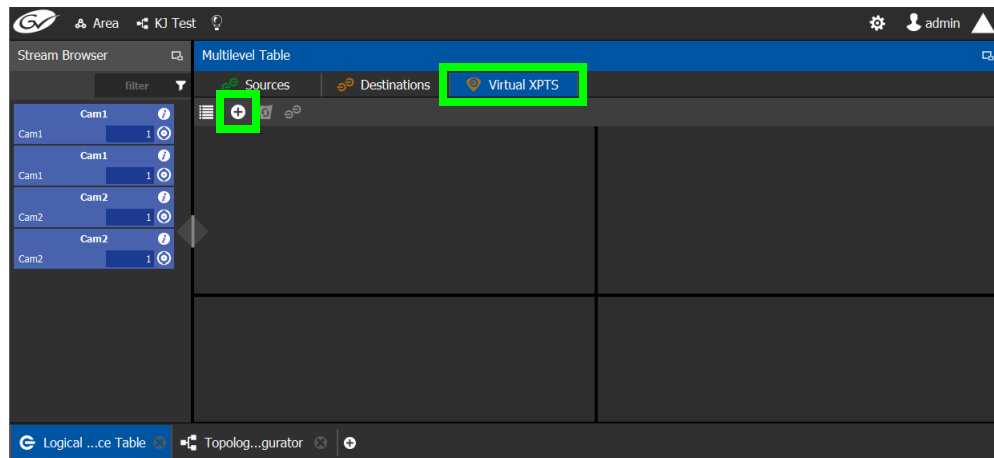 GV Area KJ Test admin
Stream Browser Multilevel Table
filter Sources Destinations Virtual XPTS
Cam1
Cam1 1
Cam1
Cam1 1
Cam2
Cam2 1
Cam2
Cam2 1
Logical ...ce Table Topolog...gurator